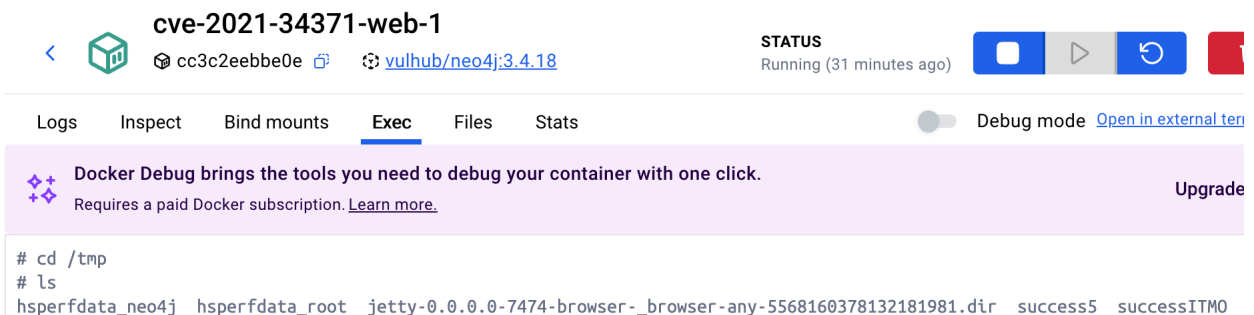 cve-2021-34371-web-1
cc3c2eebbe0e vulhub/neo4j:3.4.18
STATUS
Running (31 minutes ago)
Logs Inspect Bind mounts Exec Files Stats Debug mode Open in external
Docker Debug brings the tools you need to debug your container with one click.
Requires a paid Docker subscription. Learn more.
Upgrade
# cd /tmp
# ls
hsperfdata_neo4j hsperfdata_root jetty-0.0.0.0-7474-browser-_browser-any-5568160378132181981.dir success5 successITMO